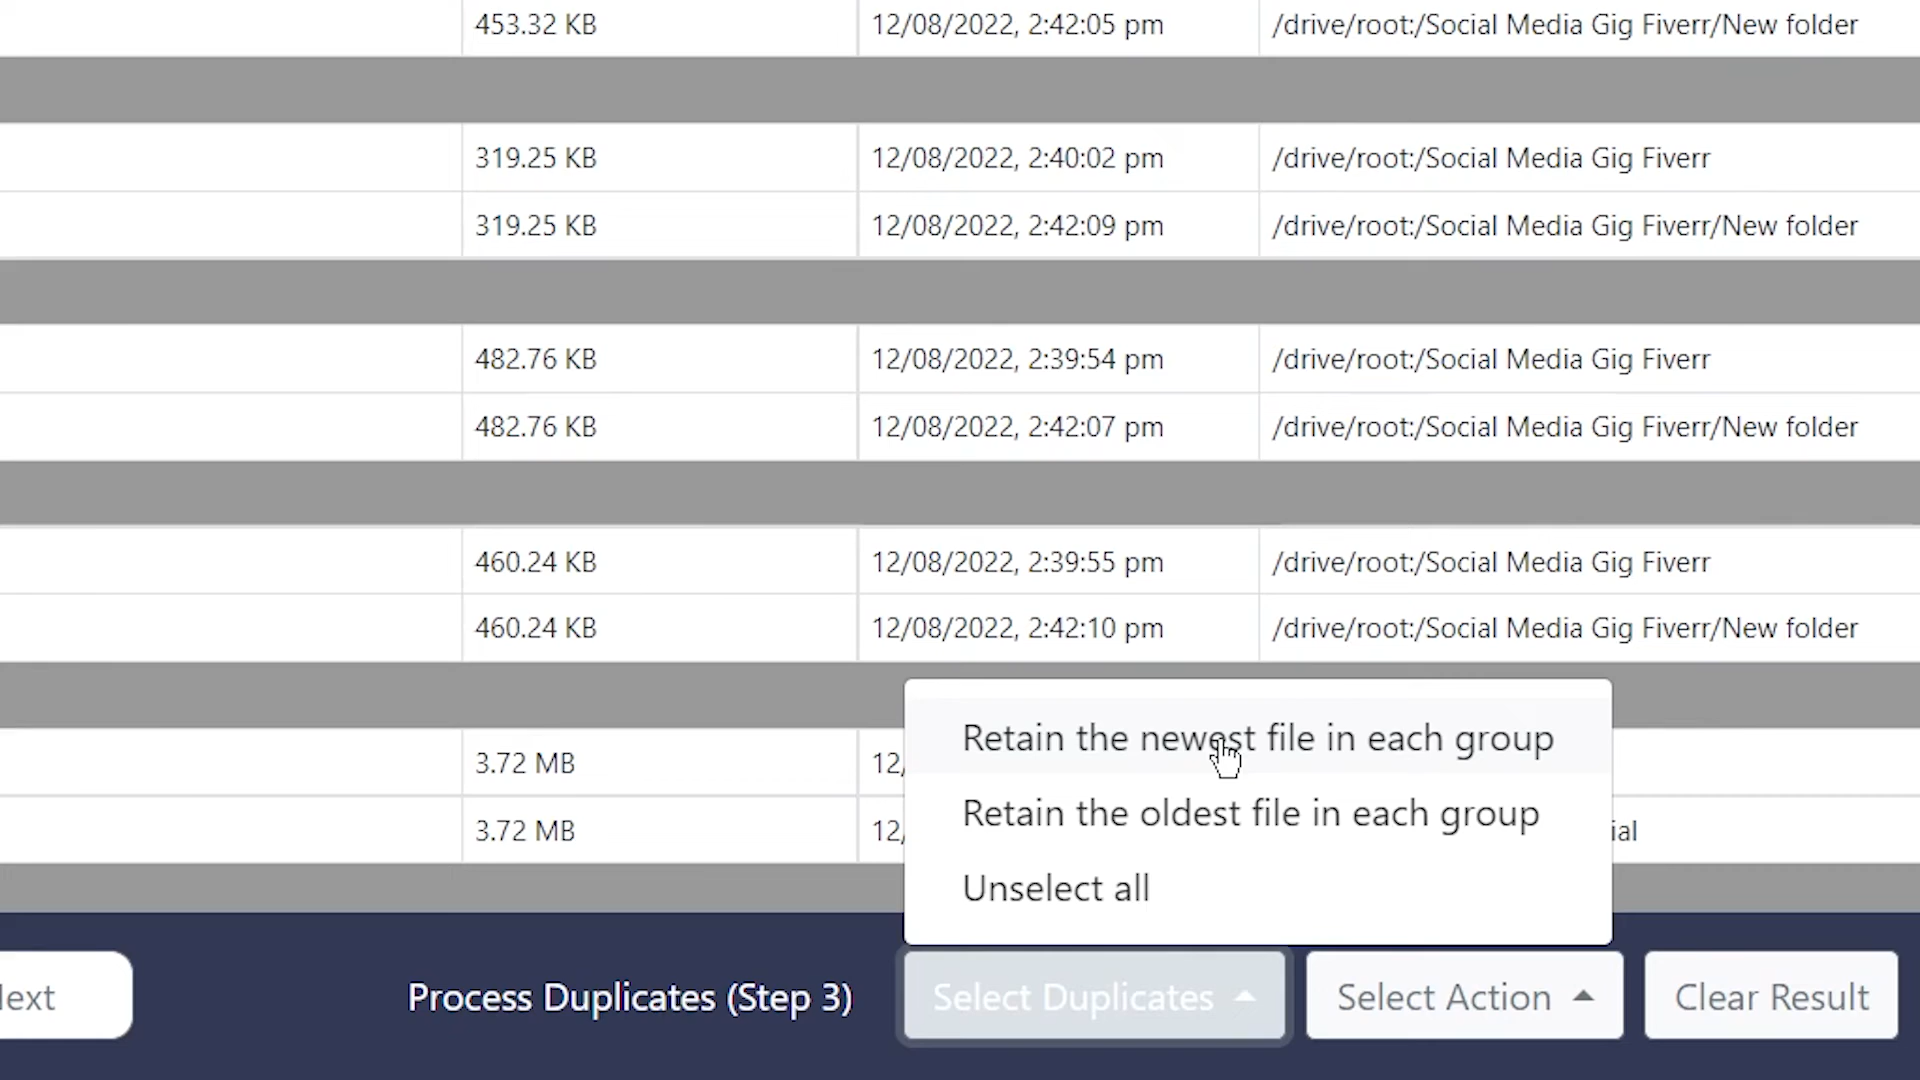 453.32 KB 12/08/2022, 2:42:05 pm /drive/root:/Social Media Gig Fiverr/New folder
319.25 KB 12/08/2022, 2:40:02 pm /drive/root:/Social Media Gig Fiverr
319.25 KB 12/08/2022, 2:42:09 pm /drive/root:/Social Media Gig Fiverr/New folder
482.76 KB 12/08/2022, 2:39:54 pm /drive/root:/Social Media Gig Fiverr
482.76 KB 12/08/2022, 2:42:07 pm /drive/root:/Social Media Gig Fiverr/New folder
460.24 KB 12/08/2022, 2:39:55 pm /drive/root:/Social Media Gig Fiverr
460.24 KB 12/08/2022, 2:42:10 pm /drive/root:/Social Media Gig Fiverr/New folder
3.72 MB 12/
3.72 MB 12/ ial
Retain the newest file in each group
Retain the oldest file in each group
Unselect all
ext Process Duplicates (Step 3) Select Duplicates Select Action Clear Result